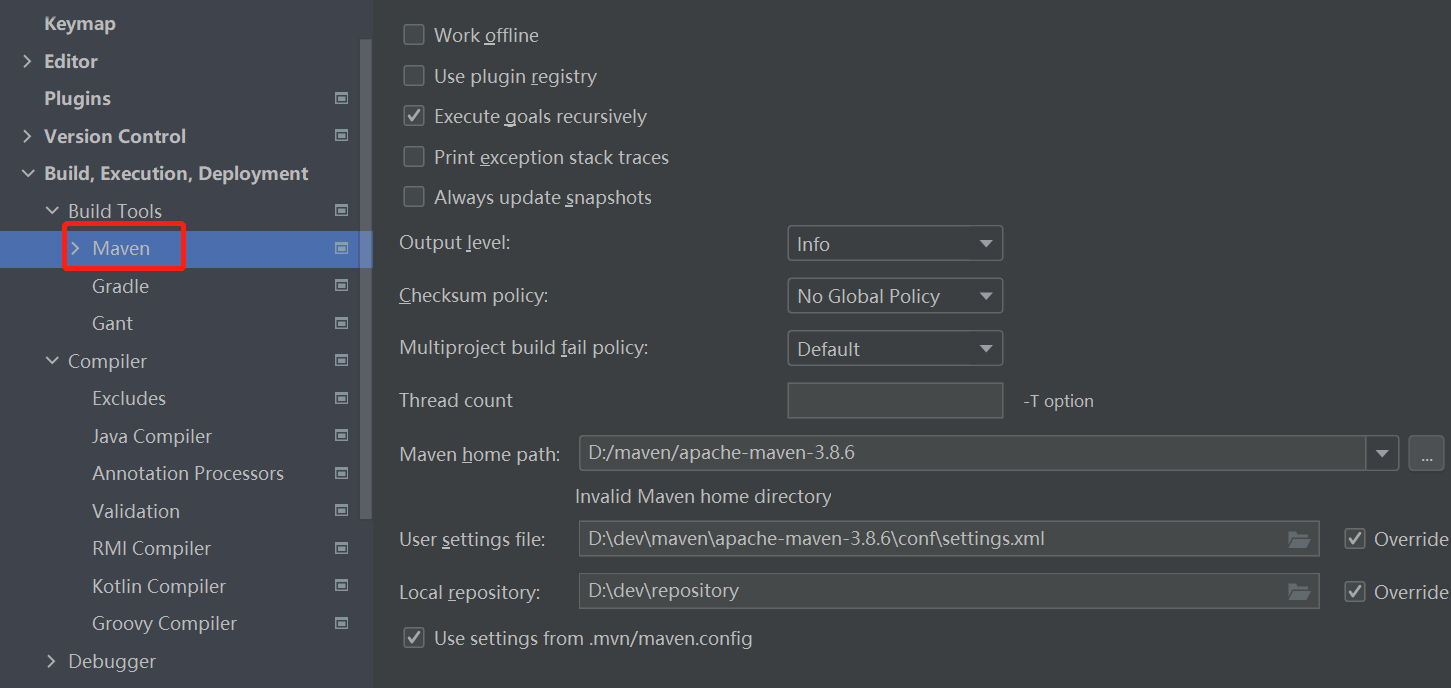 Keymap
Editor
Plugins
Version Control
Build, Execution, Deployment
Build Tools
Maven
Gradle
Gant
Compiler
Excludes
Java Compiler
Annotation Processors
Validation
RMI Compiler
Kotlin Compiler
Groovy Compiler
Debugger
Work offline
Use plugin registry
Execute goals recursively
Print exception stack traces
Always update snapshots
Output level: Info
Checksum policy: No Global Policy
Multiproject build fail policy: Default
Thread count -T option
Maven home path: D:/maven/apache-maven-3.8.6 ...
Invalid Maven home directory
User settings file: D:\dev\maven\apache-maven-3.8.6\conf\settings.xml Override
Local repository: D:\dev\repository Override
Use settings from .mvn/maven.config